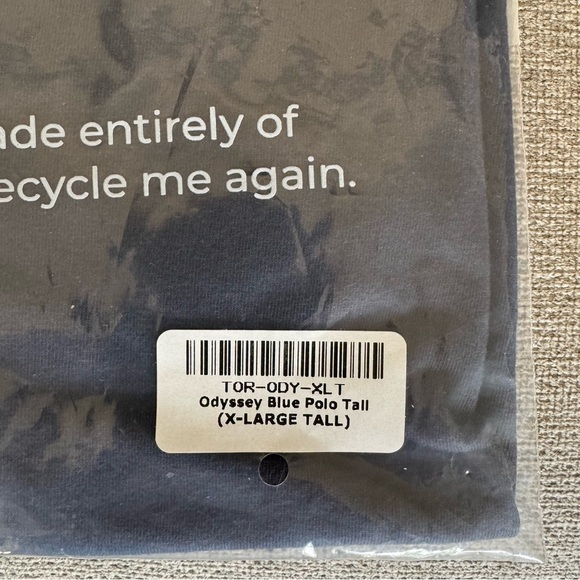 ade entirely of
ecycle me again.
TOR-ODY-XLT
Odyssey Blue Polo Tall
(X-LARGE TALL)